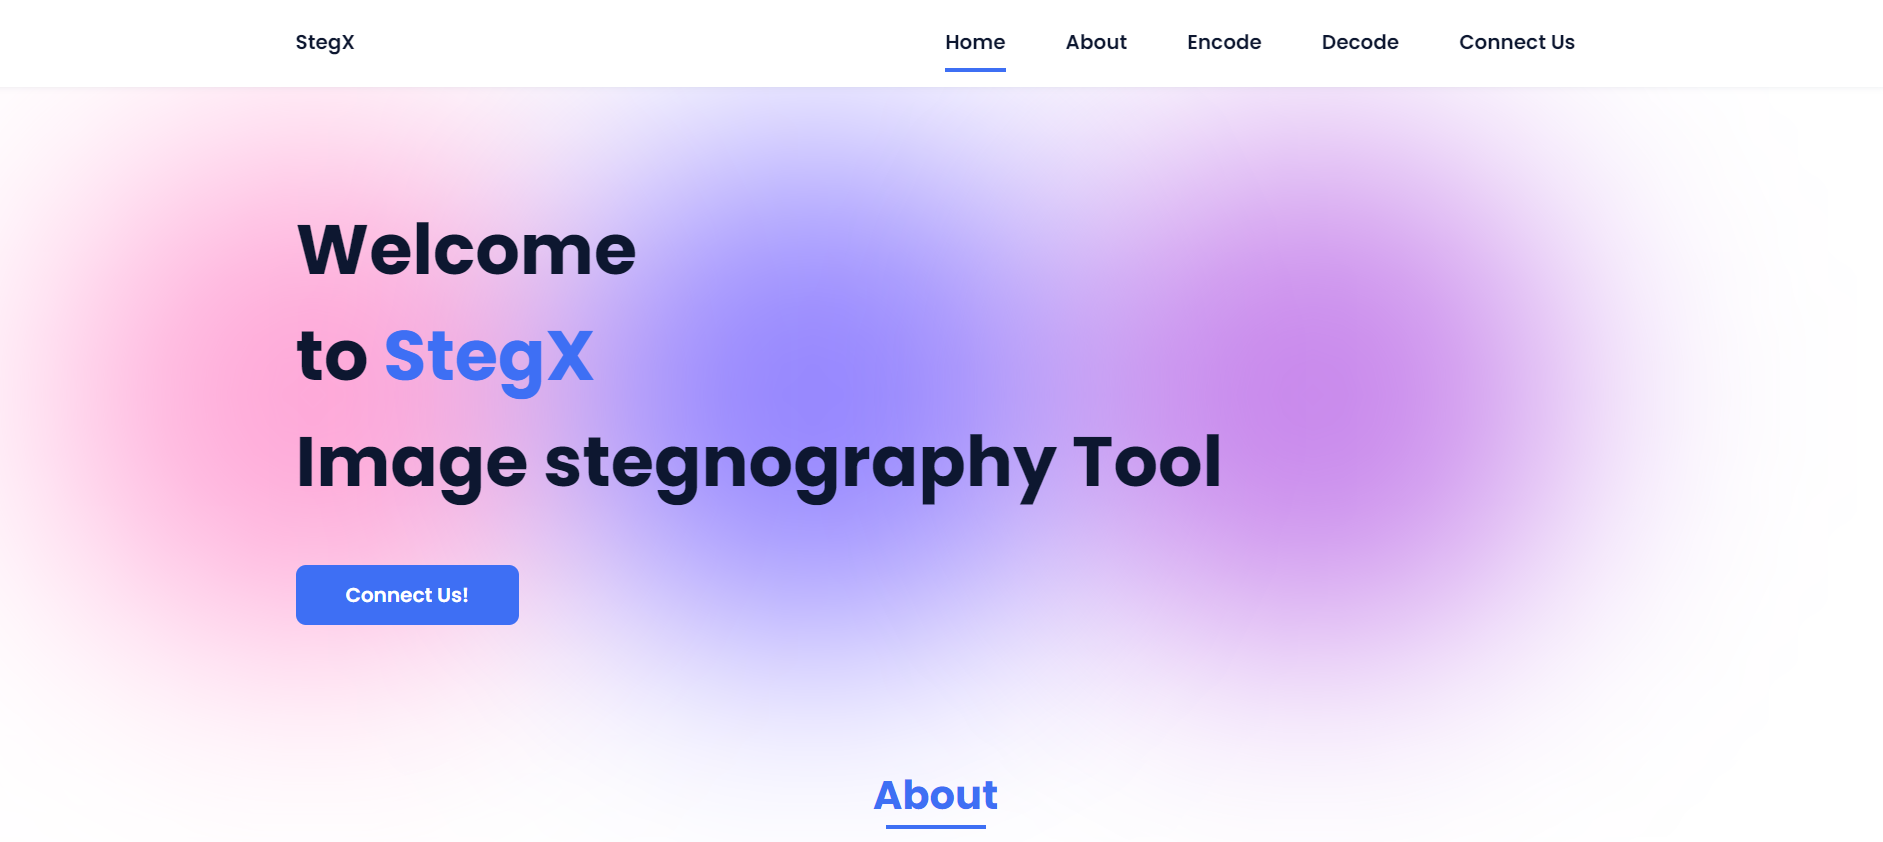 StegX
Home
About
Encode
Decode
Connect Us
Welcome
to StegX
Image stegnography Tool
Connect Us!
About